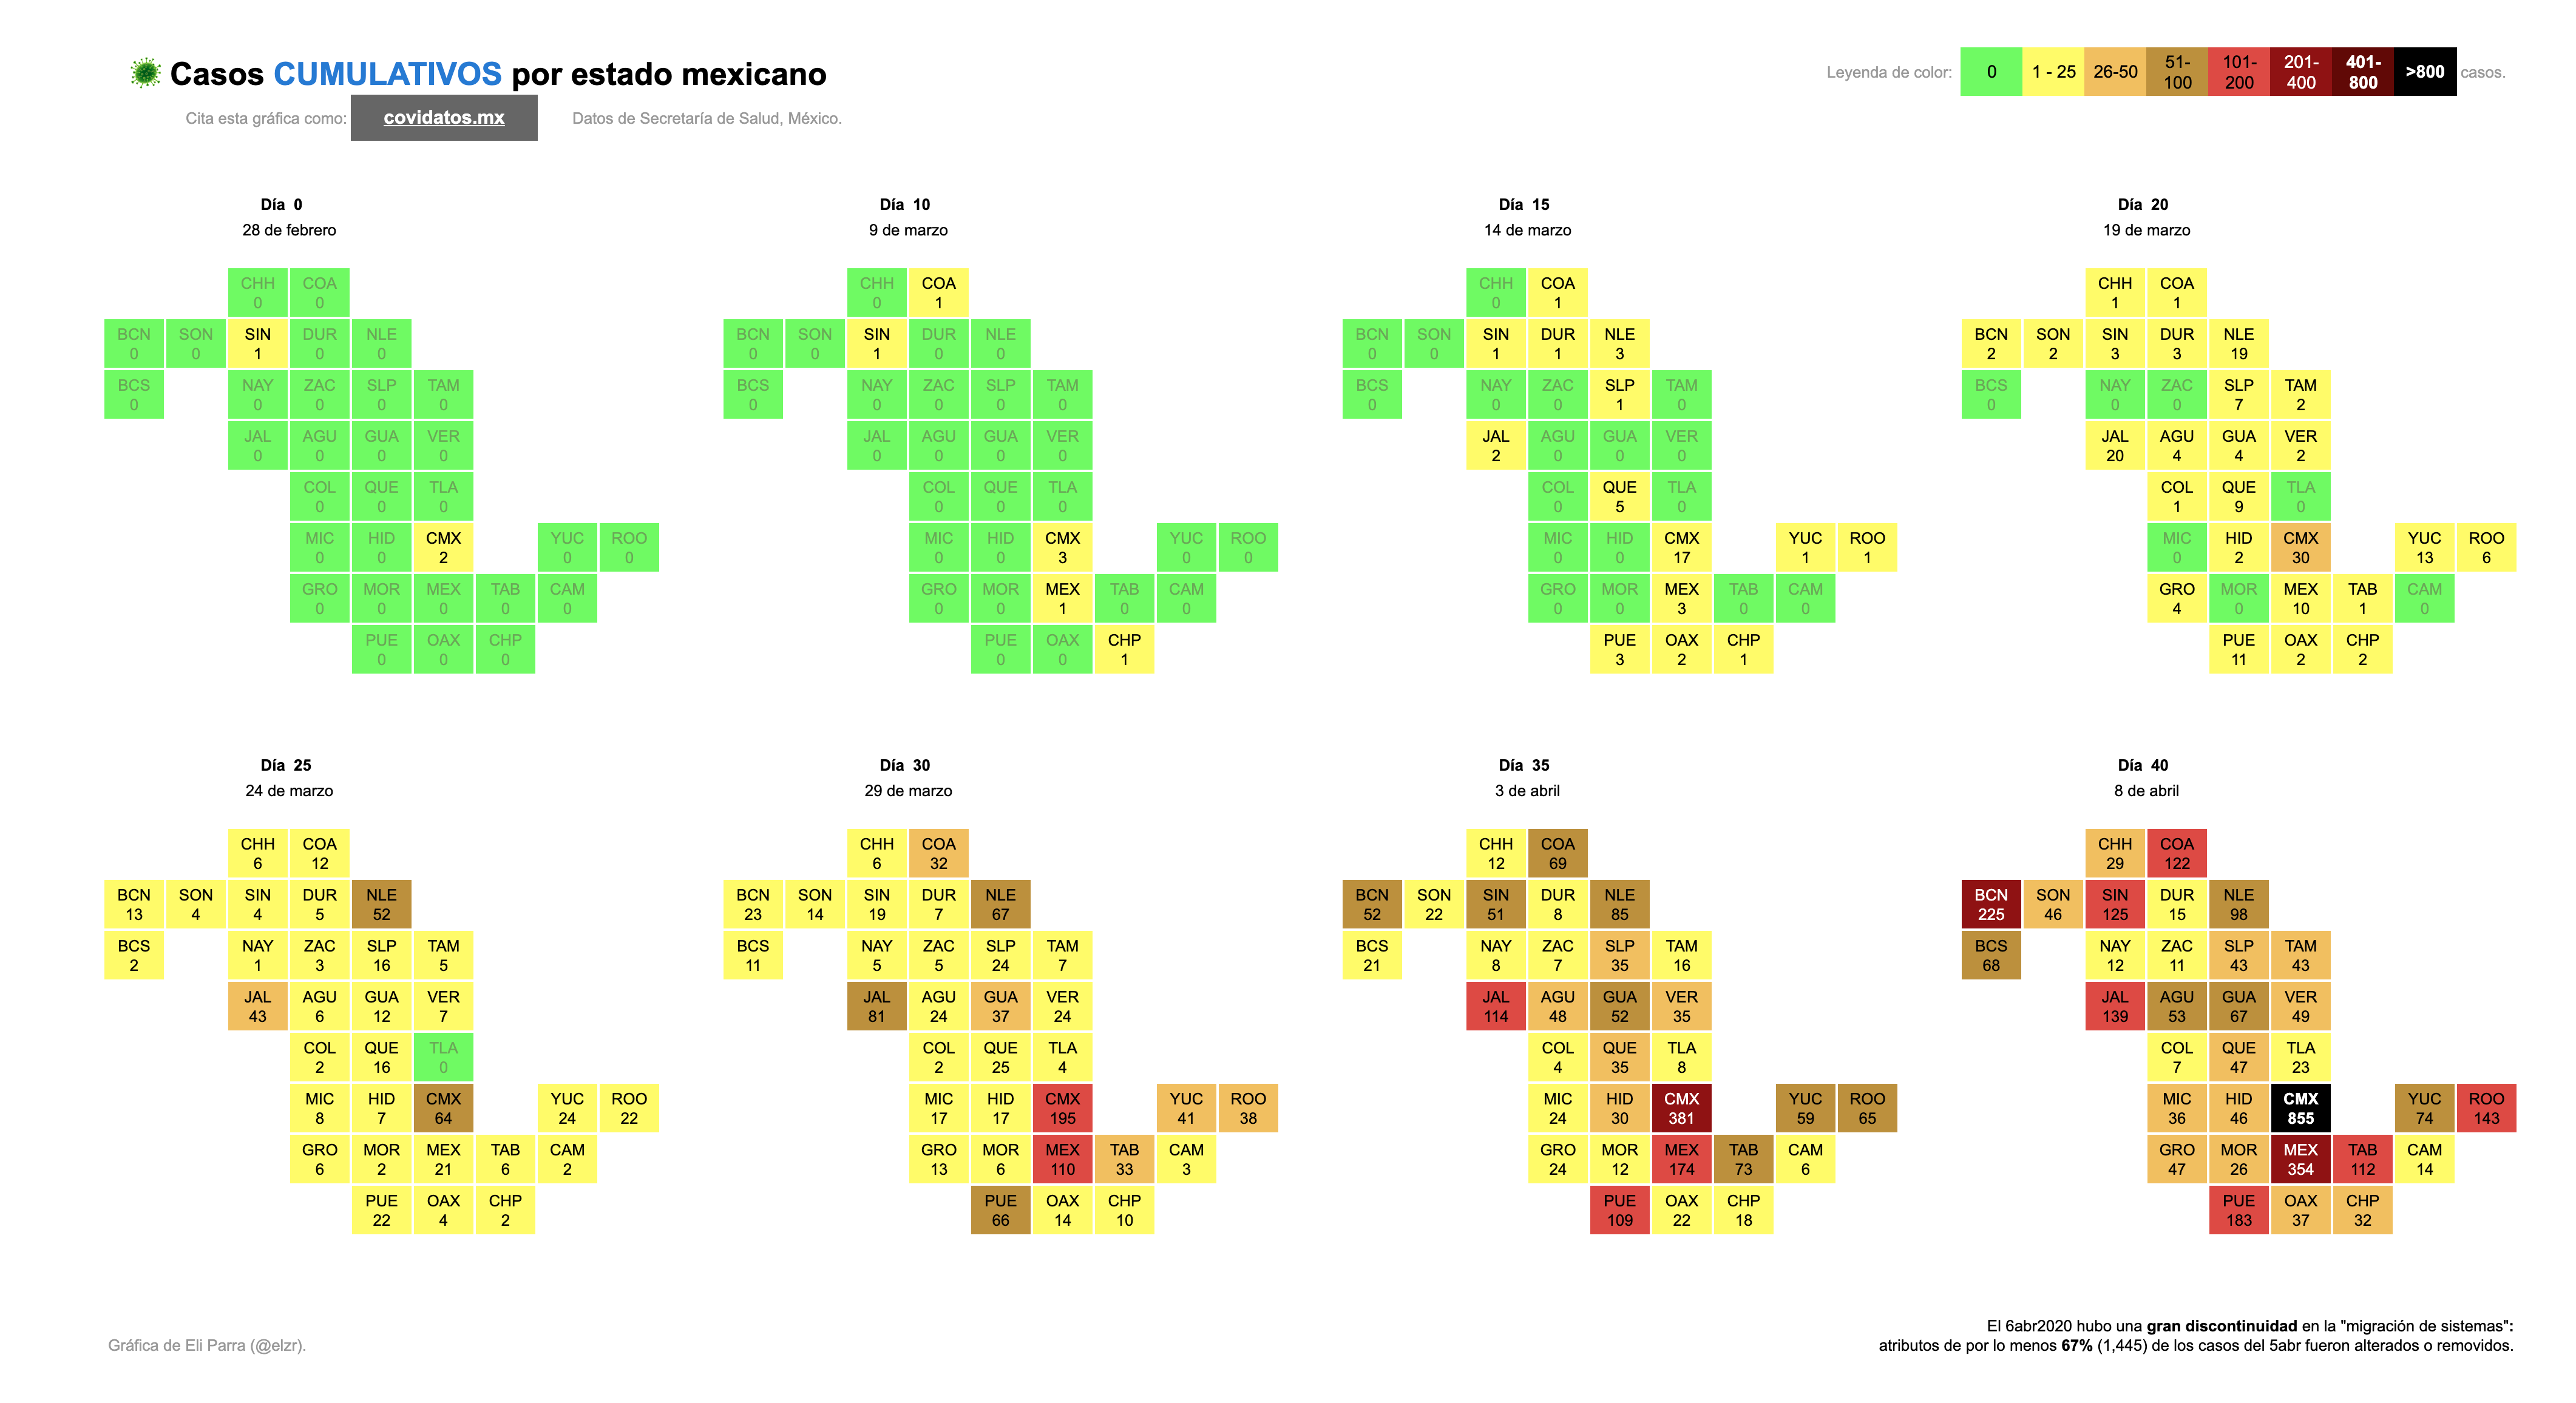 Casos CUMULATIVOS por estado mexicano
Cita esta gráfica como: covidatos.mx Datos de Secretaría de Salud, México.
Leyenda de color: 0 1 - 25 26-50 51-100 101-200 201-400 401-800 >800 casos.
Día 0
28 de febrero
CHH 0 COA 0
BCN 0 SON 0 SIN 1 DUR 0 NLE 0
BCS 0 NAY 0 ZAC 0 SLP 0 TAM 0
JAL 0 AGU 0 GUA 0 VER 0
COL 0 QUE 0 TLA 0
MIC 0 HID 0 CMX 2 YUC 0 ROO 0
GRO 0 MOR 0 MEX 0 TAB 0 CAM 0
PUE 0 OAX 0 CHP 0
Día 10
9 de marzo
CHH 0 COA 1
BCN 0 SON 0 SIN 1 DUR 0 NLE 0
BCS 0 NAY 0 ZAC 0 SLP 0 TAM 0
JAL 0 AGU 0 GUA 0 VER 0
COL 0 QUE 0 TLA 0
MIC 0 HID 0 CMX 3 YUC 0 ROO 0
GRO 0 MOR 0 MEX 1 TAB 0 CAM 0
PUE 0 OAX 0 CHP 1
Día 15
14 de marzo
CHH 0 COA 1
BCN 0 SON 0 SIN 1 DUR 1 NLE 3
BCS 0 NAY 0 ZAC 0 SLP 1 TAM 0
JAL 2 AGU 0 GUA 0 VER 0
COL 0 QUE 5 TLA 0
MIC 0 HID 0 CMX 17 YUC 1 ROO 1
GRO 0 MOR 0 MEX 3 TAB 0 CAM 0
PUE 3 OAX 2 CHP 1
Día 20
19 de marzo
CHH 1 COA 1
BCN 2 SON 2 SIN 3 DUR 3 NLE 19
BCS 0 NAY 0 ZAC 0 SLP 7 TAM 2
JAL 20 AGU 4 GUA 4 VER 2
COL 1 QUE 9 TLA 0
MIC 0 HID 2 CMX 30 YUC 13 ROO 6
GRO 4 MOR 0 MEX 10 TAB 1 CAM 0
PUE 11 OAX 2 CHP 2
Día 25
24 de marzo
CHH 6 COA 12
BCN 13 SON 4 SIN 4 DUR 5 NLE 52
BCS 2 NAY 1 ZAC 3 SLP 16 TAM 5
JAL 43 AGU 6 GUA 12 VER 7
COL 2 QUE 16 TLA 0
MIC 8 HID 7 CMX 64 YUC 24 ROO 22
GRO 6 MOR 2 MEX 21 TAB 6 CAM 2
PUE 22 OAX 4 CHP 2
Día 30
29 de marzo
CHH 6 COA 32
BCN 23 SON 14 SIN 19 DUR 7 NLE 67
BCS 11 NAY 5 ZAC 5 SLP 24 TAM 7
JAL 81 AGU 24 GUA 37 VER 24
COL 2 QUE 25 TLA 4
MIC 17 HID 17 CMX 195 YUC 41 ROO 38
GRO 13 MOR 6 MEX 110 TAB 33 CAM 3
PUE 66 OAX 14 CHP 10
Día 35
3 de abril
CHH 12 COA 69
BCN 52 SON 22 SIN 51 DUR 8 NLE 85
BCS 21 NAY 8 ZAC 7 SLP 35 TAM 16
JAL 114 AGU 48 GUA 52 VER 35
COL 4 QUE 35 TLA 8
MIC 24 HID 30 CMX 381 YUC 59 ROO 65
GRO 24 MOR 12 MEX 174 TAB 73 CAM 6
PUE 109 OAX 22 CHP 18
Día 40
8 de abril
CHH 29 COA 122
BCN 225 SON 46 SIN 125 DUR 15 NLE 98
BCS 68 NAY 12 ZAC 11 SLP 43 TAM 43
JAL 139 AGU 53 GUA 67 VER 49
COL 7 QUE 47 TLA 23
MIC 36 HID 46 CMX 855 YUC 74 ROO 143
GRO 47 MOR 26 MEX 354 TAB 112 CAM 14
PUE 183 OAX 37 CHP 32
Gráfica de Eli Parra (@elzr).
El 6abr2020 hubo una gran discontinuidad en la "migración de sistemas":
atributos de por lo menos 67% (1,445) de los casos del 5abr fueron alterados o removidos.